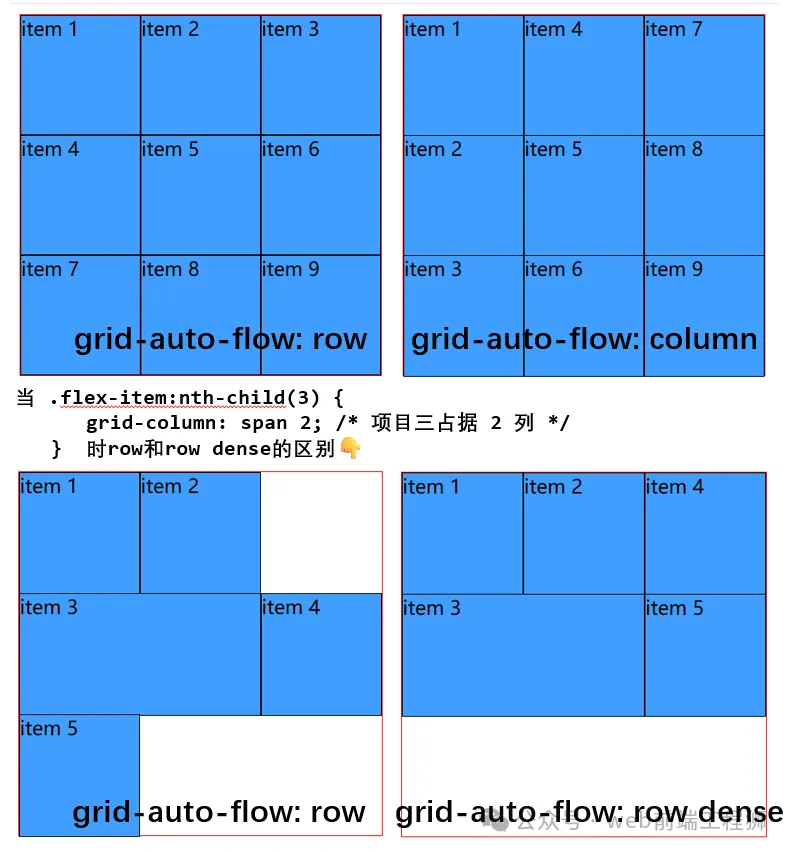 item 1 item 2 item 3
item 4 item 5 item 6
item 7 item 8 item 9
grid-auto-flow: row
item 1 item 4 item 7
item 2 item 5 item 8
item 3 item 6 item 9
grid-auto-flow: column
当 .flex-item:nth-child(3) {
grid-column: span 2; /* 项目三占据 2 列 */
} 时row和row dense的区别👇
item 1 item 2
item 3 item 4
item 5
grid-auto-flow: row
item 1 item 2 item 4
item 3 item 5
grid-auto-flow: row dense
公众号 · web前端工程狮